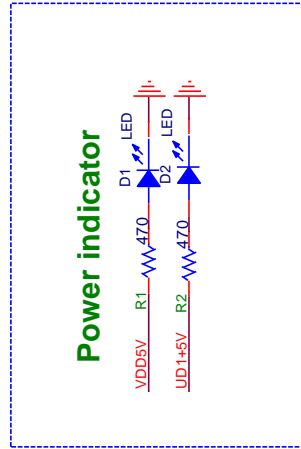 Power indicator
VDD5V
R1
470
D1
LED
UD1+5V
R2
470
D2
LED